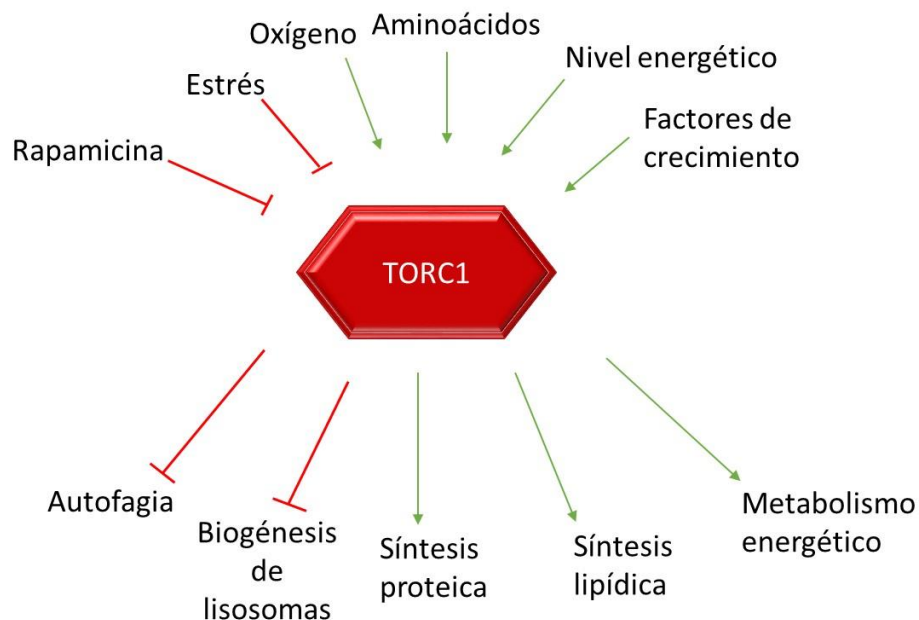 Oxígeno
Aminoácidos
Estrés
Nivel energético
Rapamicina
Factores de
crecimiento
TORC1
Autofagia
Biogénesis
de
lisosomas
Síntesis
proteica
Síntesis
lipídica
Metabolismo
energético